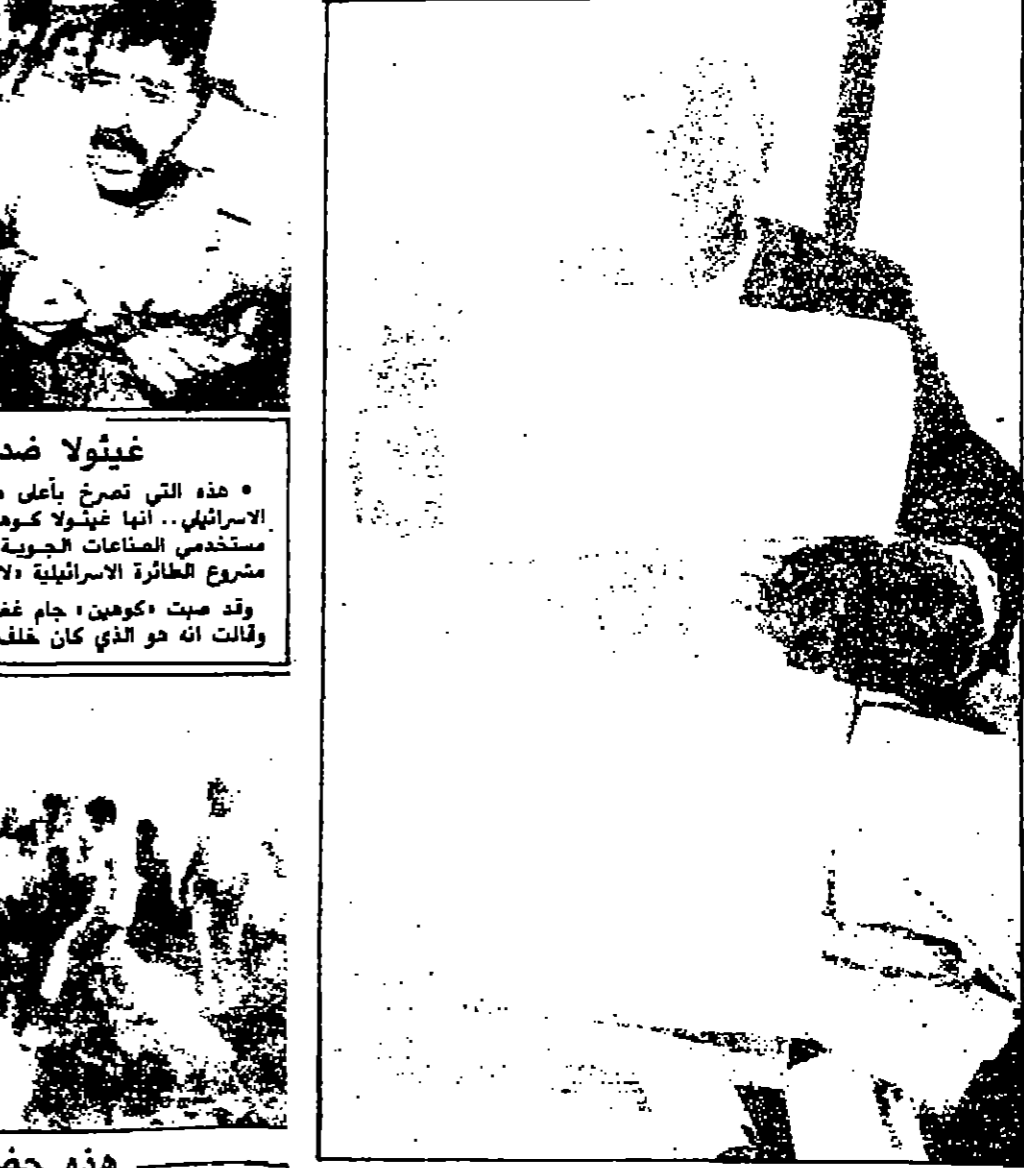 غيئولا ضد
• هذه التي تصرخ بأعلى
الاسرائيلي.. انها غيئولا كوه
مستخدمي الصناعات الجوية
مشروع الطائرة الاسرائيلية «لا
وقد صبت «كوهين» جام غض
وقالت انه هو الذي كان خلف
هذه